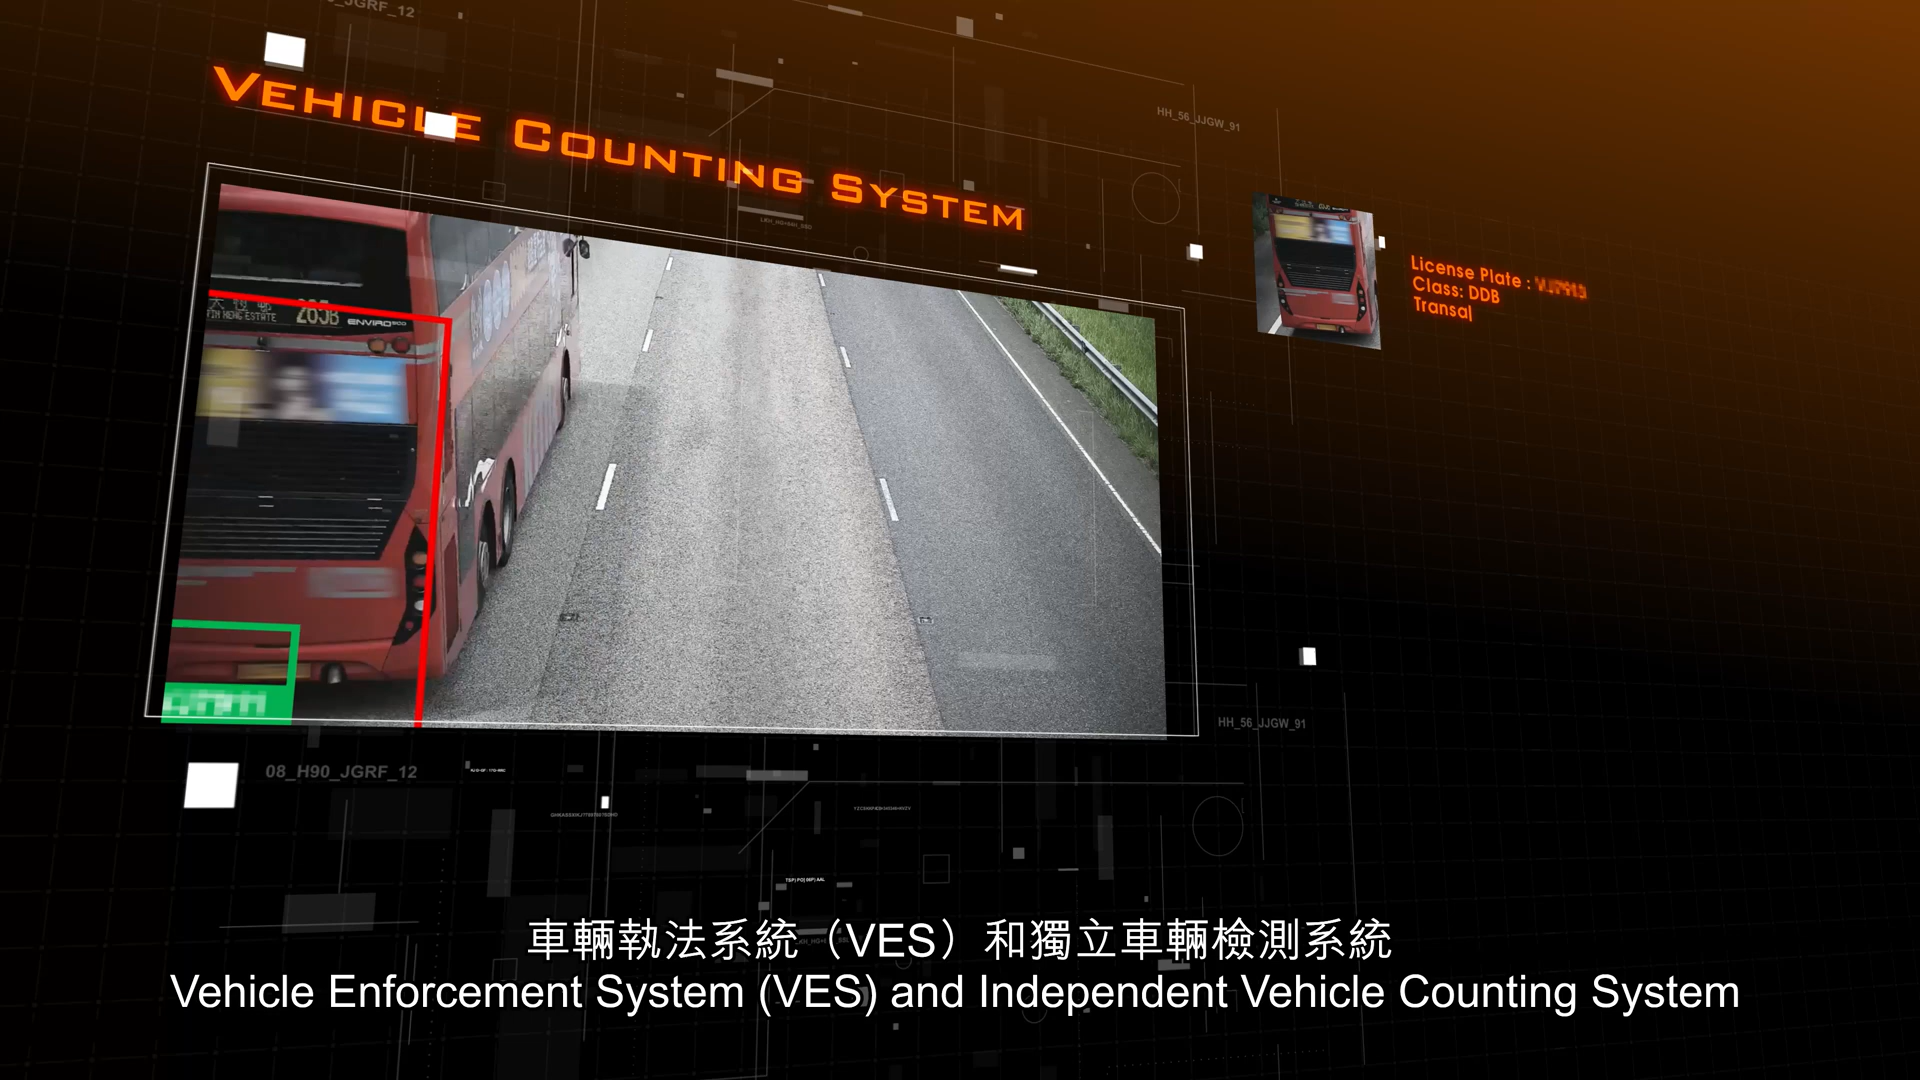 VEHICLE COUNTING SYSTEM
HH_56_JJGW_91
License Plate :
Class: DDB
Transa
ENVIRO
HH_56_JJGW_91
08_H90_JGRF_12
車輛執法系統（VES）和獨立車輛檢測系統
Vehicle Enforcement System (VES) and Independent Vehicle Counting System